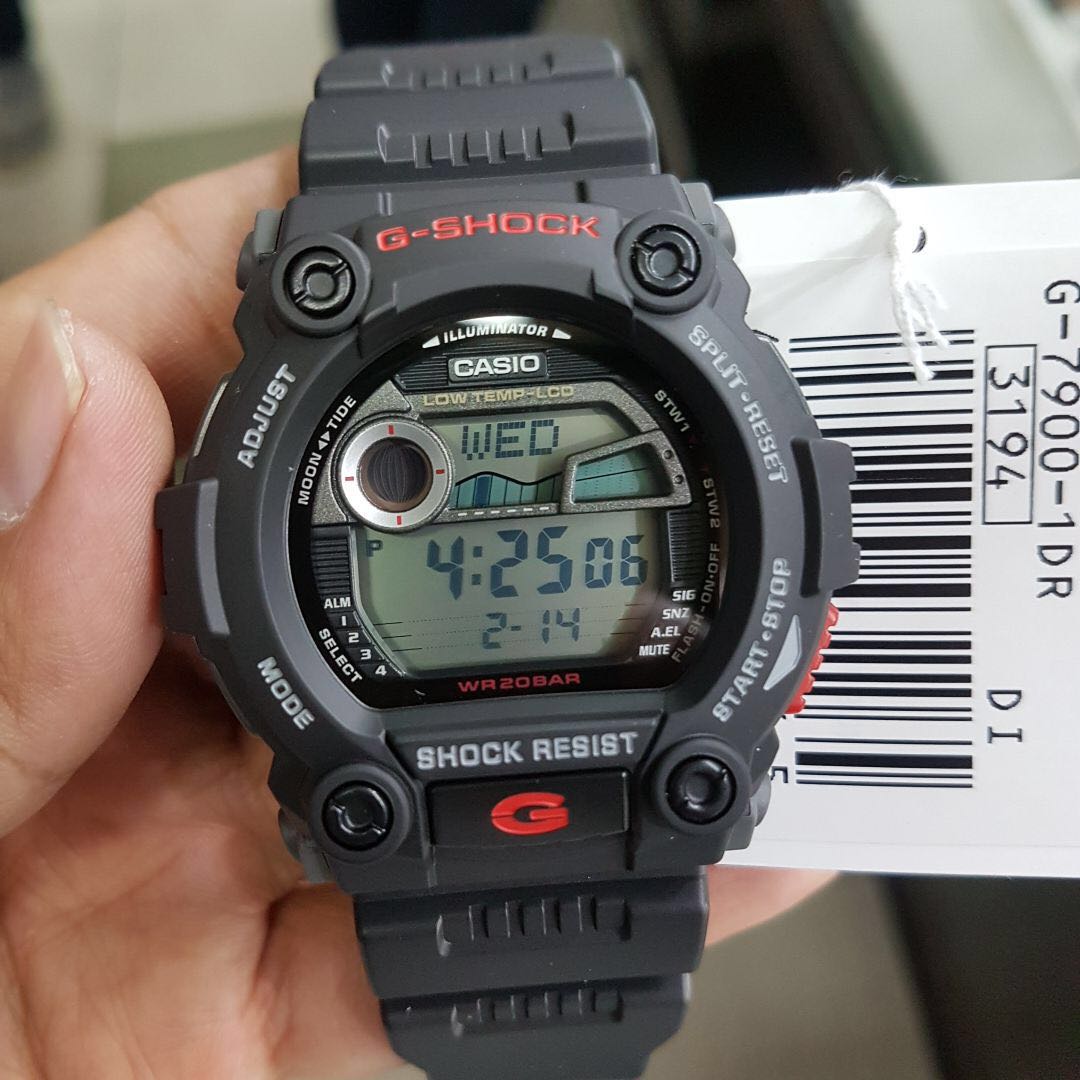 G-SHOCK
ILLUMINATOR
CASIO
LOW TEMP-LCD
ADJUST
MOON TIDE
SPLIT·RESET
STW1
STW2
WED
P 4:25 06
2-14
ALM
1
2
3
4
SELECT
MODE
SIG
SNZ
A.EL
MUTE
FLASH-ON·OFF
START·STOP
WR20BAR
SHOCK RESIST
G
G-7900-1DR
3194
DI
5